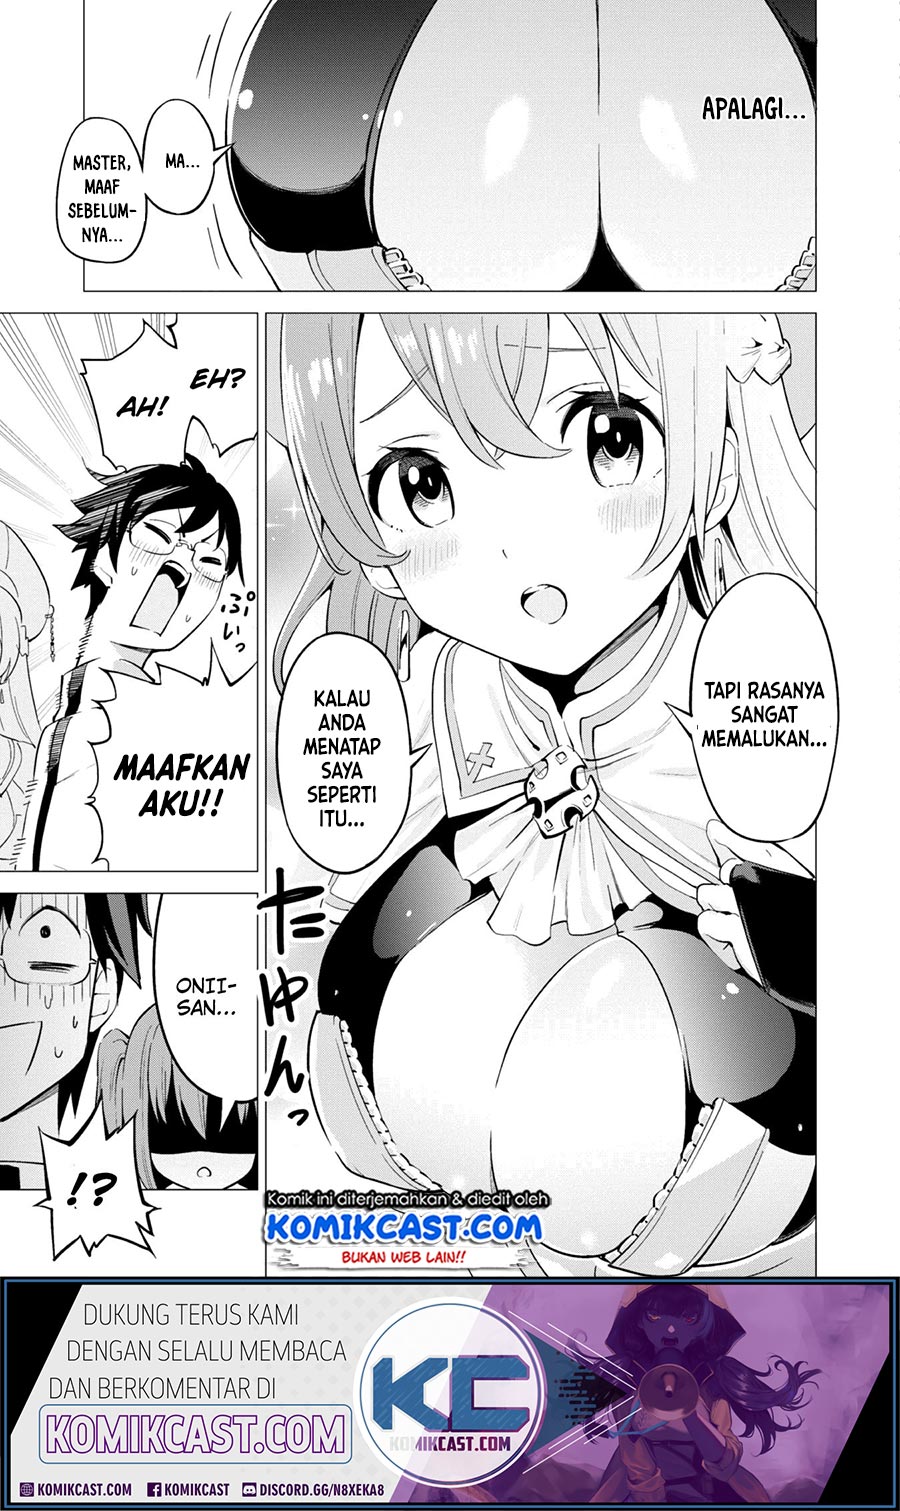 APALAGI...
MA...
MASTER,
MAAF
SEBELUM-
NYA...
TAPI RASANYA
SANGAT
MEMALUKAN...
KALAU
ANDA
MENATAP
SAYA
SEPERTI
ITU...
たゆんっ
EH?
AH!
ぷいっ
MAAFKAN
AKU!!
ONII-
SAN...
!?
Komik ini diterjemahkan & diedit oleh
KOMIKCAST.COM
BUKAN WEB LAIN!!
DUKUNG TERUS KAMI
DENGAN SELALU MEMBACA
DAN BERKOMENTAR DI
KOMIKCAST.COM
KOMIKCAST.COM KOMIKCAST DISCORD.GG/N8XEKA8
KC
KOMIKCAST.COM